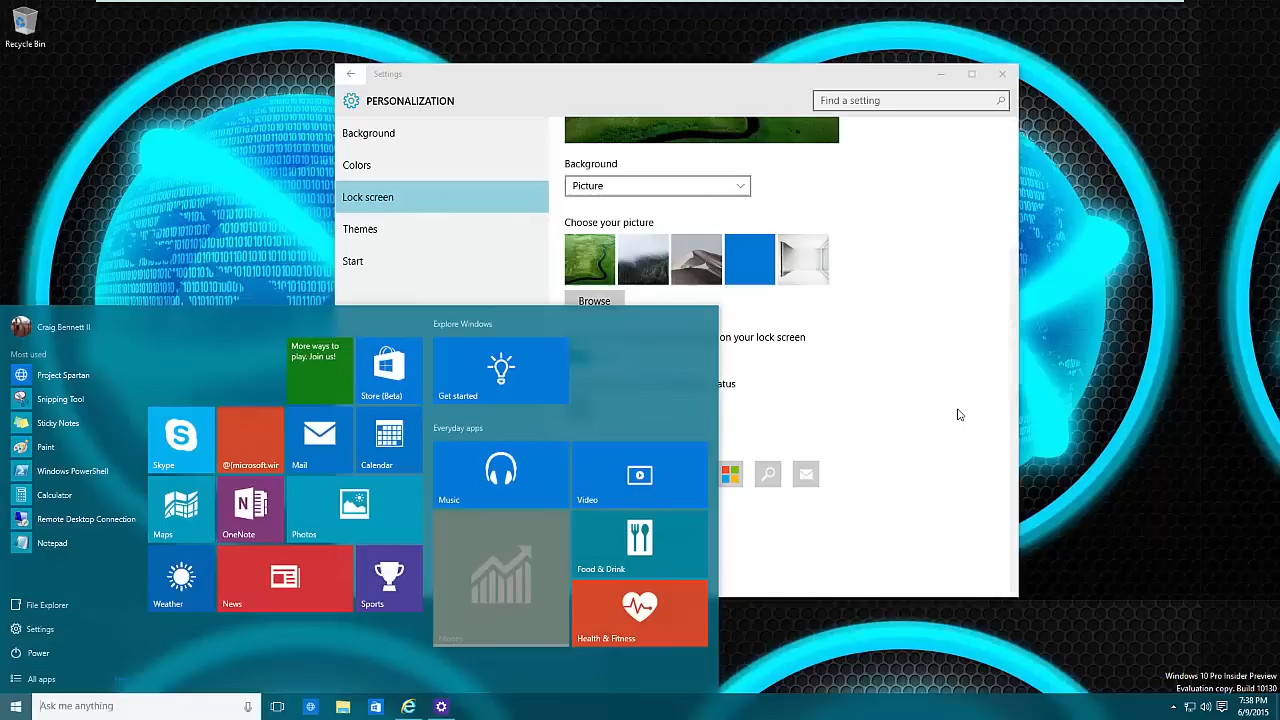 Recycle Bin
Settings
PERSONALIZATION
Find a setting
Background
Colors
Lock screen
Themes
Start
Background
Picture
Choose your picture
Browse
on your lock screen
atus
Craig Bennett II
Most used
Project Spartan
Snipping Tool
Sticky Notes
Paint
Windows PowerShell
Calculator
Remote Desktop Connection
Notepad
File Explorer
Settings
Power
All apps
More ways to
play. Join us!
Store (Beta)
Skype
@{microsoft.wir
Mail
Calendar
Maps
OneNote
Photos
Weather
News
Sports
Explore Windows
Get started
Everyday apps
Music
Video
Money
Food & Drink
Health & Fitness
Windows 10 Pro Insider Preview
Evaluation copy. Build 10130
Ask me anything
7:38 PM
6/9/2015